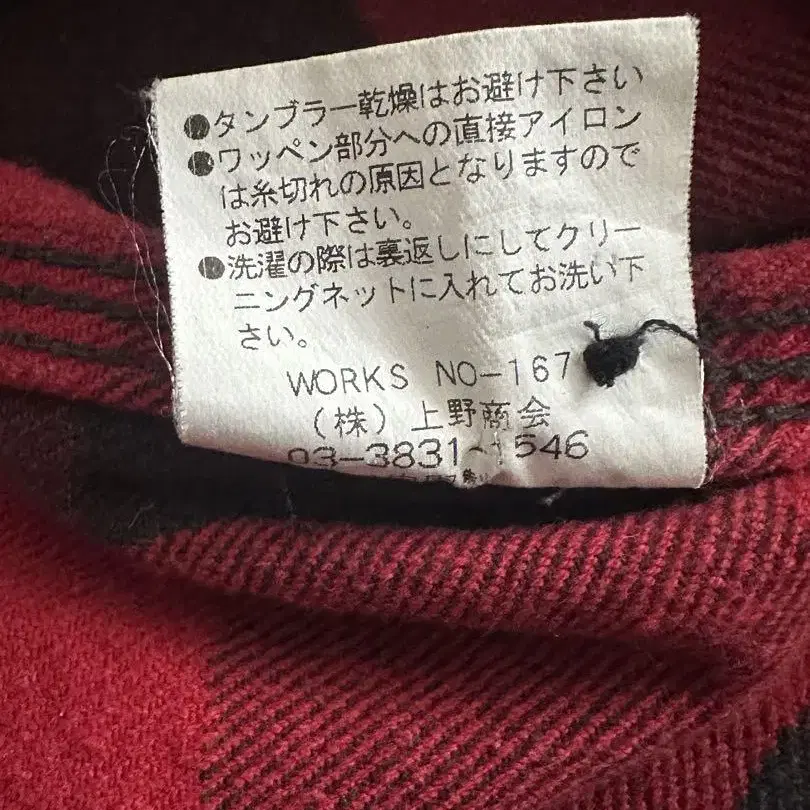 ●タンブラー乾燥はお避け下さい
●ワッペン部分への直接アイロン
は糸切れの原因となりますので
お避け下さい。
●洗濯の際は裏返しにしてクリー
ニングネットに入れてお洗い下
さい。
WORKS NO-167
(株)上野商会
03-3831-1546